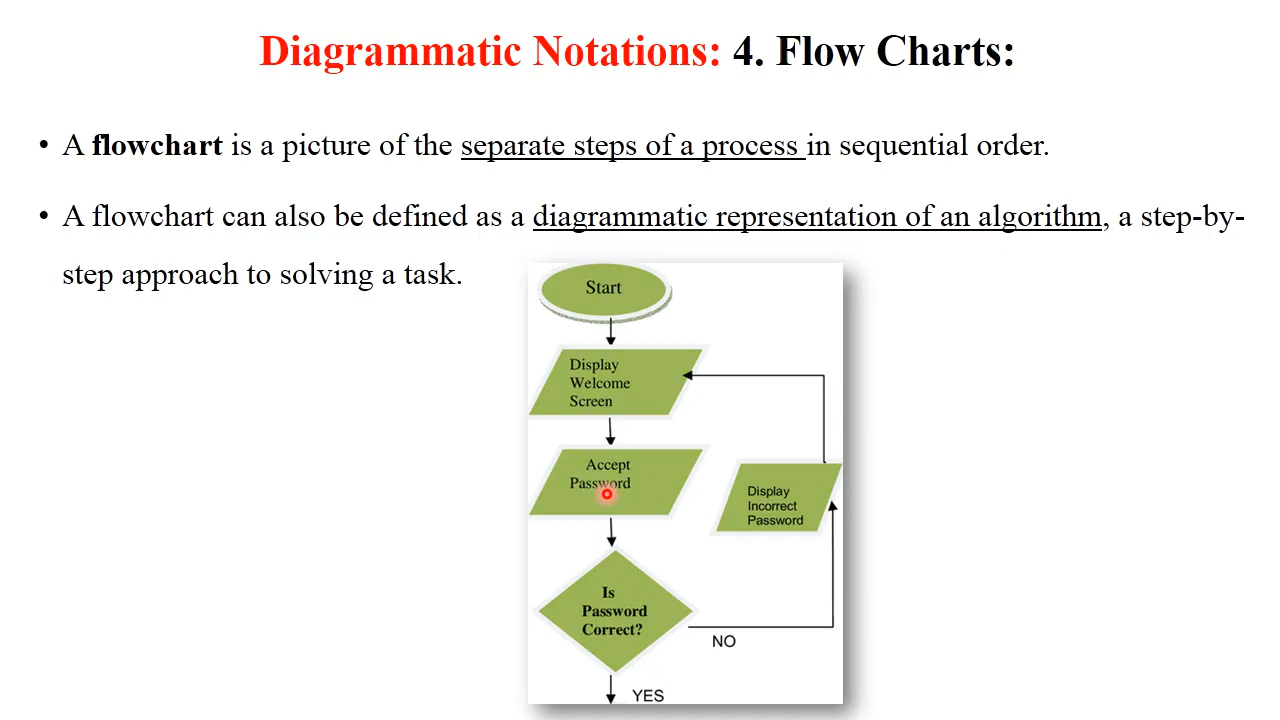 Diagrammatic Notations: 4. Flow Charts:
• A flowchart is a picture of the separate steps of a process in sequential order.
• A flowchart can also be defined as a diagrammatic representation of an algorithm, a step-by-
step approach to solving a task.
Start
Display
Welcome
Screen
Accept
Password
Display
Incorrect
Password
Is
Password
Correct?
NO
YES